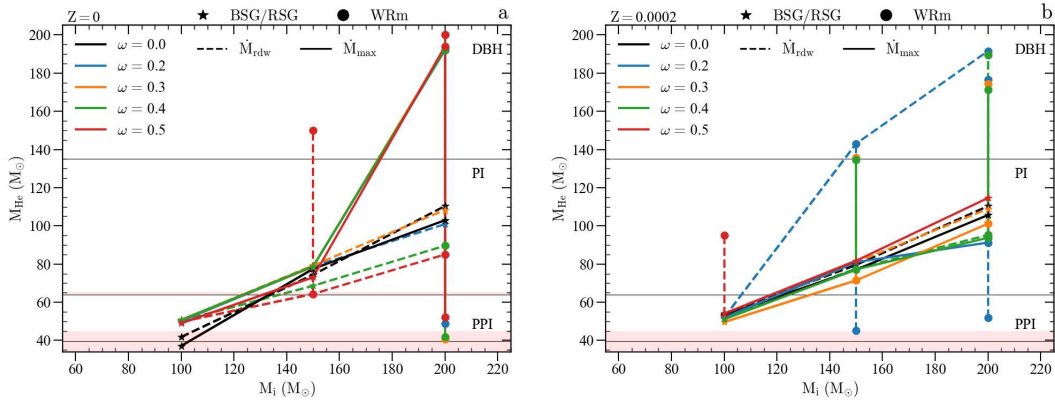 Z = 0 ★ BSG/RSG ● WRm a
ω = 0.0 Ṁrdw Ṁmax DBH
ω = 0.2
ω = 0.3
ω = 0.4
ω = 0.5
PI
PPI
MHe (M⊙)
200
180
160
140
120
100
80
60
40
60 80 100 120 140 160 180 200 220
Mi (M⊙)
Z = 0.0002 ★ BSG/RSG ● WRm b
ω = 0.0 Ṁrdw Ṁmax DBH
ω = 0.2
ω = 0.3
ω = 0.4
ω = 0.5
PI
PPI
MHe (M⊙)
200
180
160
140
120
100
80
60
40
60 80 100 120 140 160 180 200 220
Mi (M⊙)